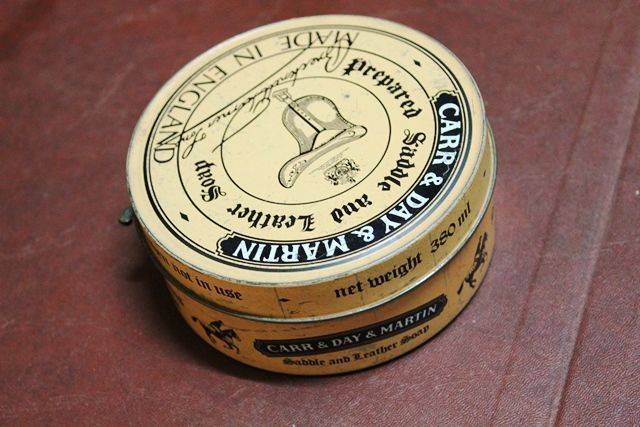 CARR & DAY & MARTIN
MADE IN ENGLAND
Prepared Saddle and Leather Soap
not in use
net weight 380 ml
CARR & DAY & MARTIN
Saddle and Leather Soap